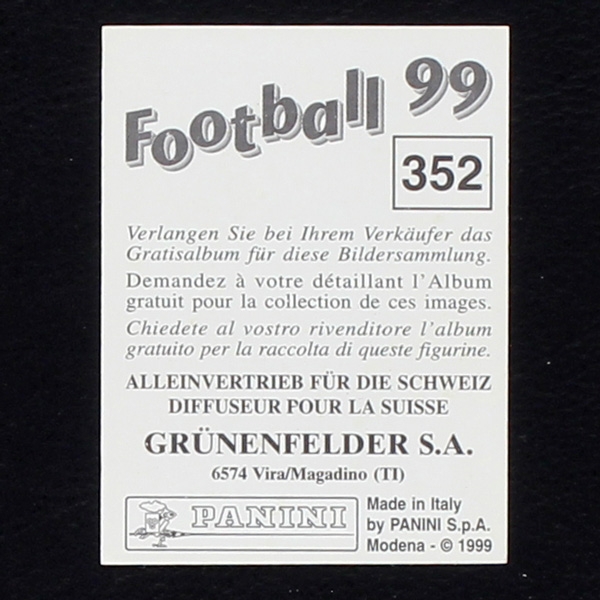 Football 99
352
Verlangen Sie bei Ihrem Verkäufer das
Gratisalbum für diese Bildersammlung.
Demandez à votre détaillant l'Album
gratuit pour la collection de ces images.
Chiedete al vostro rivenditore l'album
gratuito per la raccolta di queste figurine.
ALLEINVERTRIEB FÜR DIE SCHWEIZ
DIFFUSEUR POUR LA SUISSE
GRÜNENFELDER S.A.
6574 Vira/Magadino (TI)
PANINI
Made in Italy
by PANINI S.p.A.
Modena - © 1999